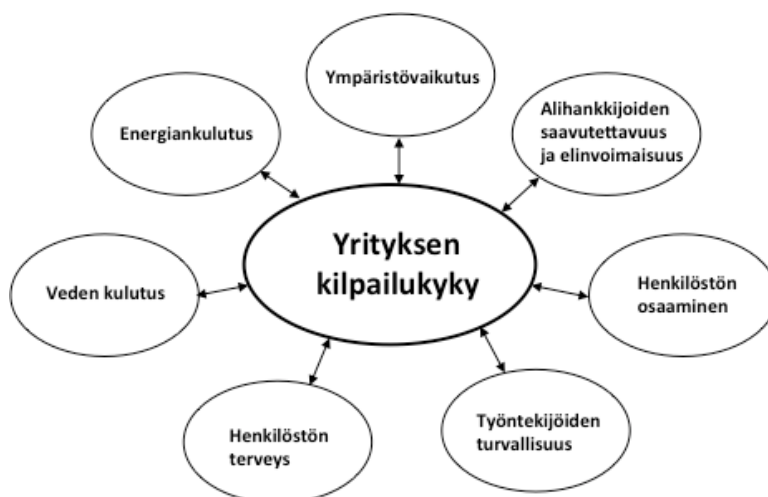 Ympäristövaikutus
Energiankulutus
Alihankkijoiden
saavutettavuus
ja elinvoimaisuus
Yrityksen
kilpailukyky
Veden kulutus
Henkilöstön
osaaminen
Henkilöstön
terveys
Työntekijöiden
turvallisuus